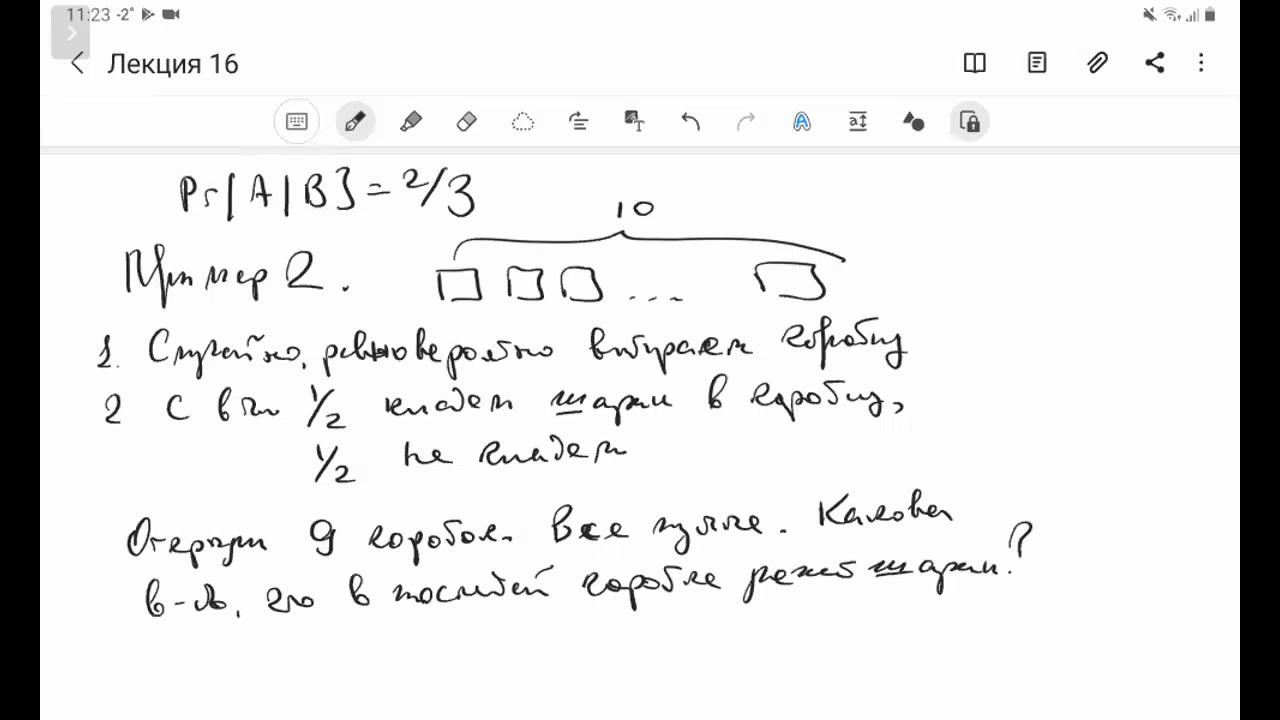 11:23 -2°
Лекция 16
Pr[A|B]=2/3
10
Пример 2. ...
1. Случайно, равновероятно выбираем коробку
2 С в-ю 1/2 кладем шарик в коробку,
1/2 не кладем
Открыли 9 коробок. Все пустые. Какова
в-ть, что в последней коробке лежит шарик?